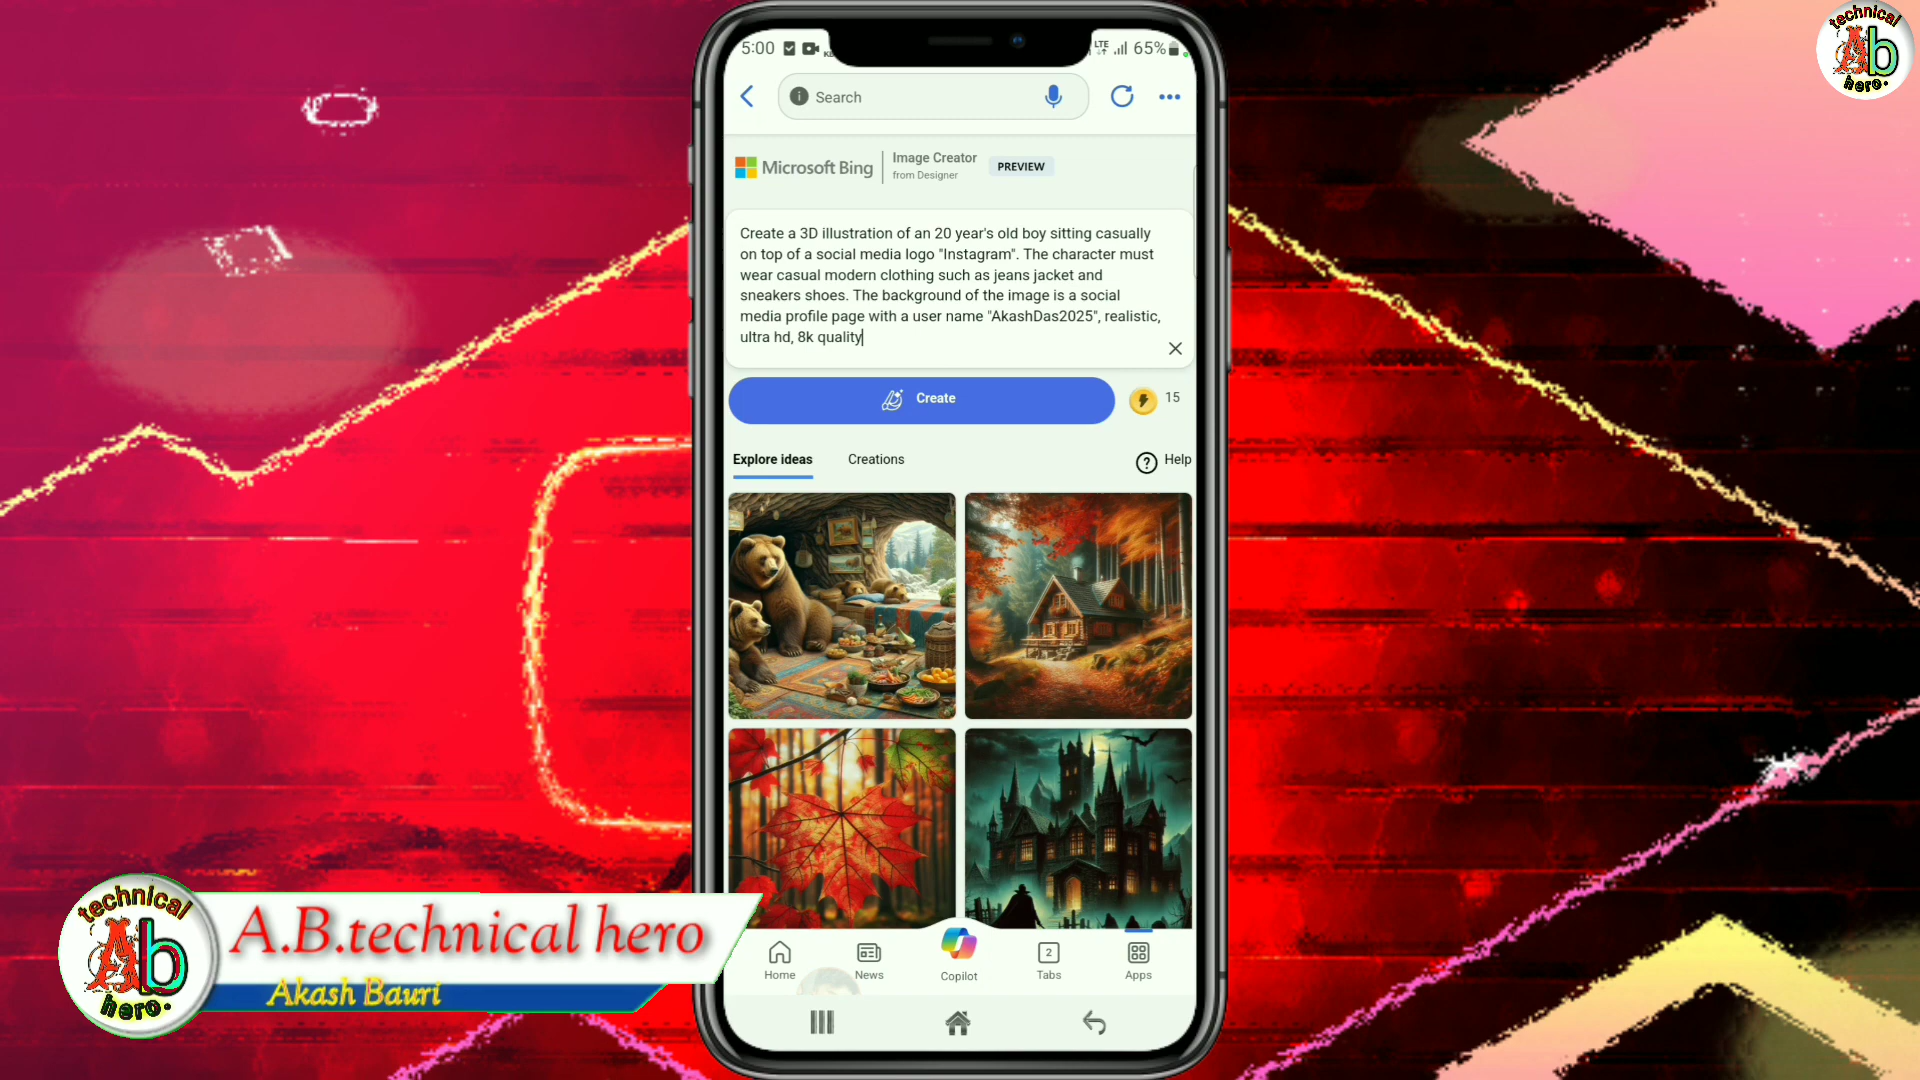 technical
Ab
hero.
5:00
LTE
65%
Search
Microsoft Bing
Image Creator
from Designer
PREVIEW
Create a 3D illustration of an 20 year's old boy sitting casually
on top of a social media logo "Instagram". The character must
wear casual modern clothing such as jeans jacket and
sneakers shoes. The background of the image is a social
media profile page with a user name "AkashDas2025", realistic,
ultra hd, 8k quality
Create
15
Explore ideas
Creations
Help
technical
Ab
hero.
A.B.technical hero
Akash Bauri
Home
News
Copilot
2
Tabs
Apps